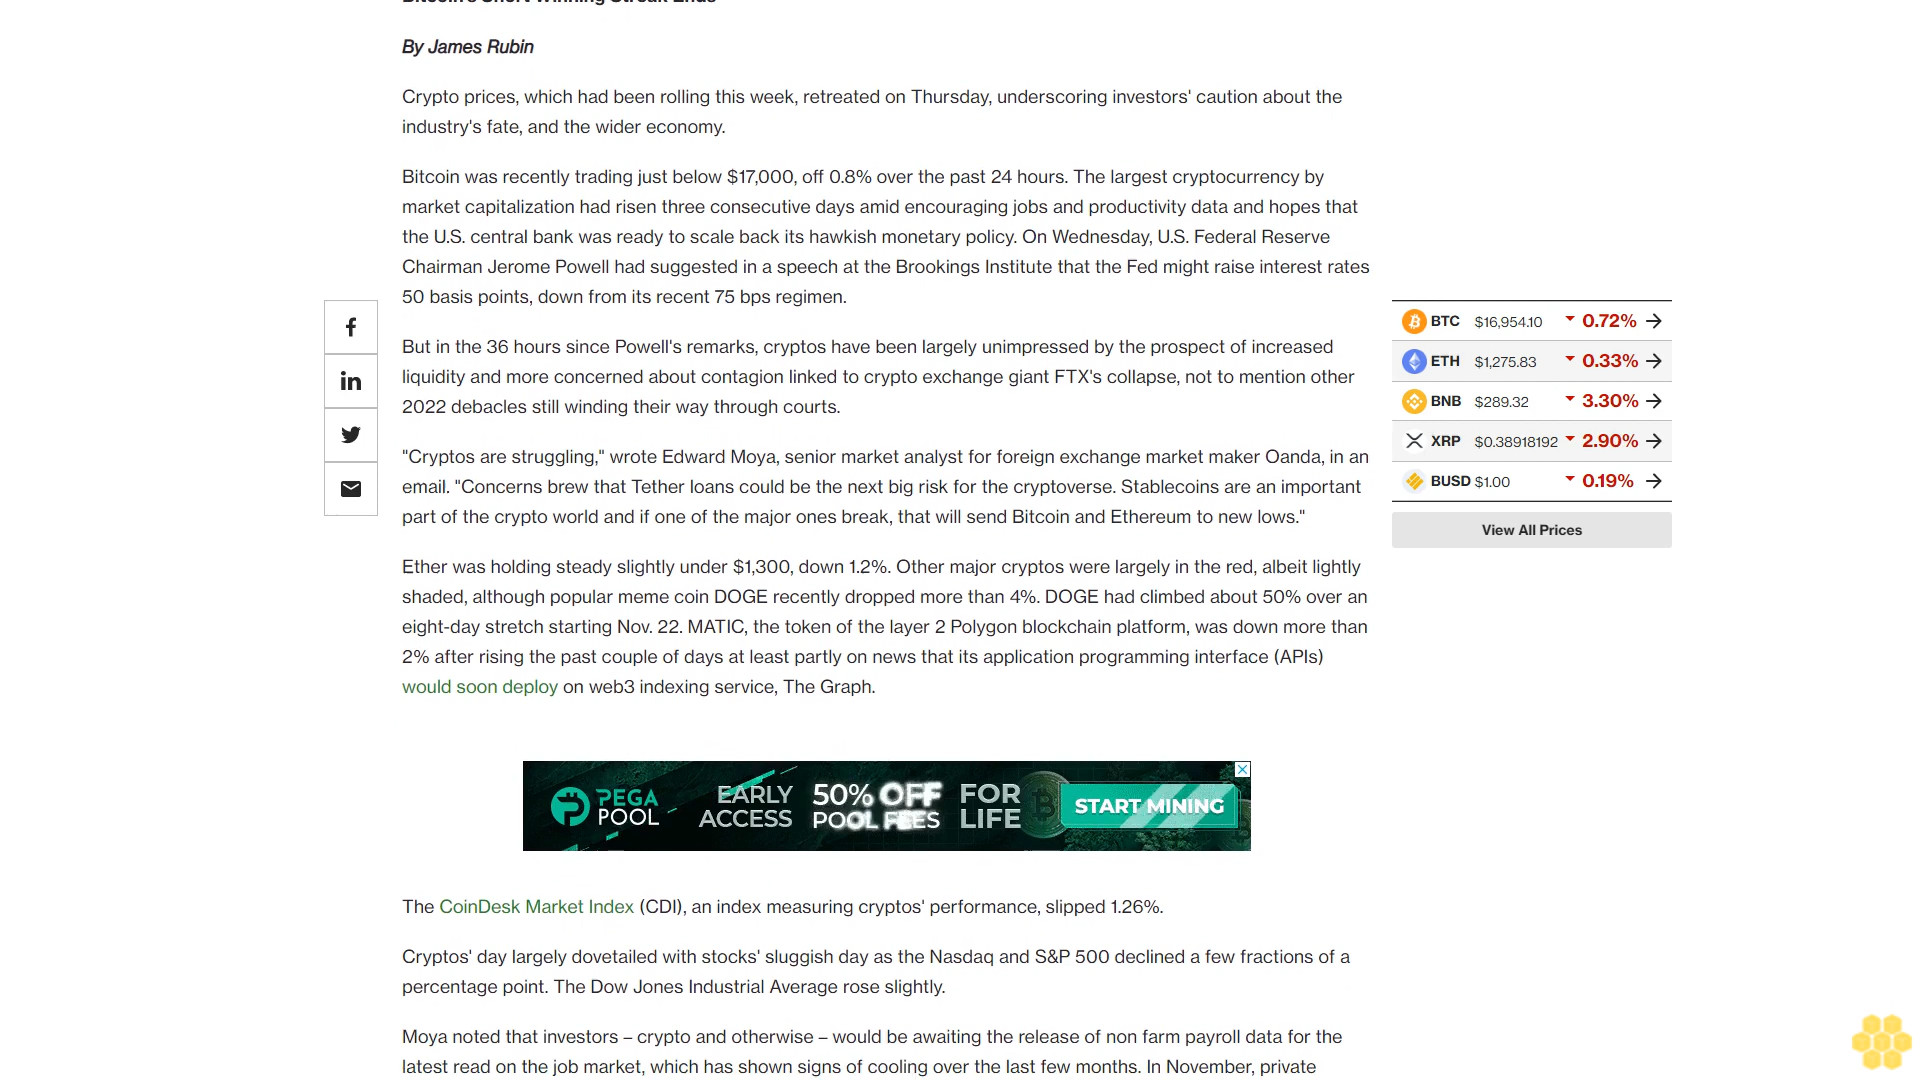 Bitcoin's Short Winning Streak Ends
By James Rubin
Crypto prices, which had been rolling this week, retreated on Thursday, underscoring investors' caution about the
industry's fate, and the wider economy.
Bitcoin was recently trading just below $17,000, off 0.8% over the past 24 hours. The largest cryptocurrency by
market capitalization had risen three consecutive days amid encouraging jobs and productivity data and hopes that
the U.S. central bank was ready to scale back its hawkish monetary policy. On Wednesday, U.S. Federal Reserve
Chairman Jerome Powell had suggested in a speech at the Brookings Institute that the Fed might raise interest rates
50 basis points, down from its recent 75 bps regimen.
But in the 36 hours since Powell's remarks, cryptos have been largely unimpressed by the prospect of increased
liquidity and more concerned about contagion linked to crypto exchange giant FTX's collapse, not to mention other
2022 debacles still winding their way through courts.
"Cryptos are struggling," wrote Edward Moya, senior market analyst for foreign exchange market maker Oanda, in an
email. "Concerns brew that Tether loans could be the next big risk for the cryptoverse. Stablecoins are an important
part of the crypto world and if one of the major ones break, that will send Bitcoin and Ethereum to new lows."
Ether was holding steady slightly under $1,300, down 1.2%. Other major cryptos were largely in the red, albeit lightly
shaded, although popular meme coin DOGE recently dropped more than 4%. DOGE had climbed about 50% over an
eight-day stretch starting Nov. 22. MATIC, the token of the layer 2 Polygon blockchain platform, was down more than
2% after rising the past couple of days at least partly on news that its application programming interface (APIs)
would soon deploy on web3 indexing service, The Graph.
PEGA
POOL
EARLY
ACCESS
50% OFF
POOL FEES
FOR
LIFE
START MINING
The CoinDesk Market Index (CDI), an index measuring cryptos' performance, slipped 1.26%.
Cryptos' day largely dovetailed with stocks' sluggish day as the Nasdaq and S&P 500 declined a few fractions of a
percentage point. The Dow Jones Industrial Average rose slightly.
Moya noted that investors – crypto and otherwise – would be awaiting the release of non farm payroll data for the
latest read on the job market, which has shown signs of cooling over the last few months. In November, private
BTC $16,954.10 0.72%
ETH $1,275.83 0.33%
BNB $289.32 3.30%
XRP $0.38918192 2.90%
BUSD $1.00 0.19%
View All Prices